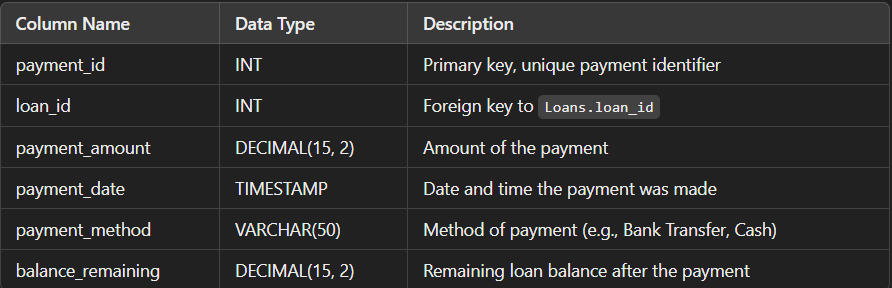 Column Name Data Type Description
payment_id INT Primary key, unique payment identifier
loan_id INT Foreign key to Loans.loan_id
payment_amount DECIMAL(15, 2) Amount of the payment
payment_date TIMESTAMP Date and time the payment was made
payment_method VARCHAR(50) Method of payment (e.g., Bank Transfer, Cash)
balance_remaining DECIMAL(15, 2) Remaining loan balance after the payment